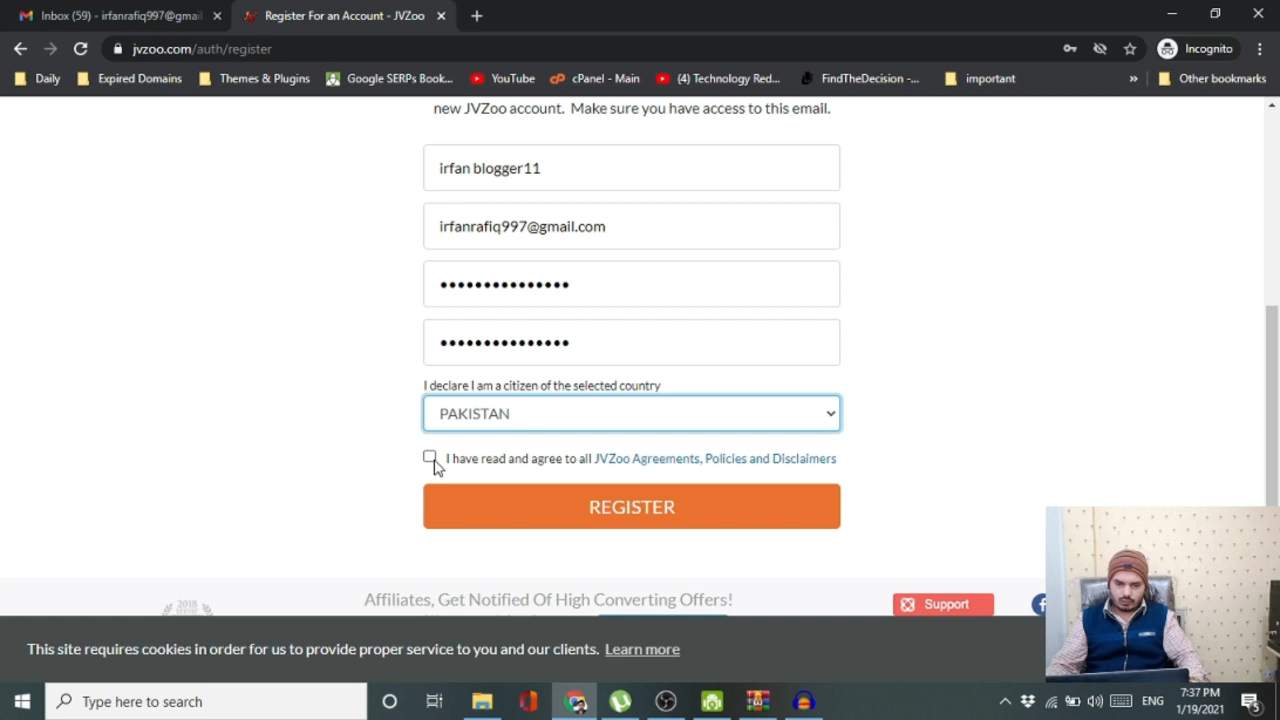 Inbox (59) - irfanrafiq997@gmail
Register For an Account - JVZoo
jvzoo.com/auth/register
Incognito
Daily
Expired Domains
Themes & Plugins
Google SERPs Book...
YouTube
cPanel - Main
(4) Technology Red...
FindTheDecision -...
important
»
Other bookmarks
new JVZoo account. Make sure you have access to this email.
irfan blogger11
irfanrafiq997@gmail.com
•••••••••••••••
•••••••••••••••
I declare I am a citizen of the selected country
PAKISTAN
I have read and agree to all JVZoo Agreements, Policies and Disclaimers
REGISTER
2018
Affiliates, Get Notified Of High Converting Offers!
Support
f
This site requires cookies in order for us to provide proper service to you and our clients. Learn more
Type here to search
ENG
7:37 PM
1/19/2021
5